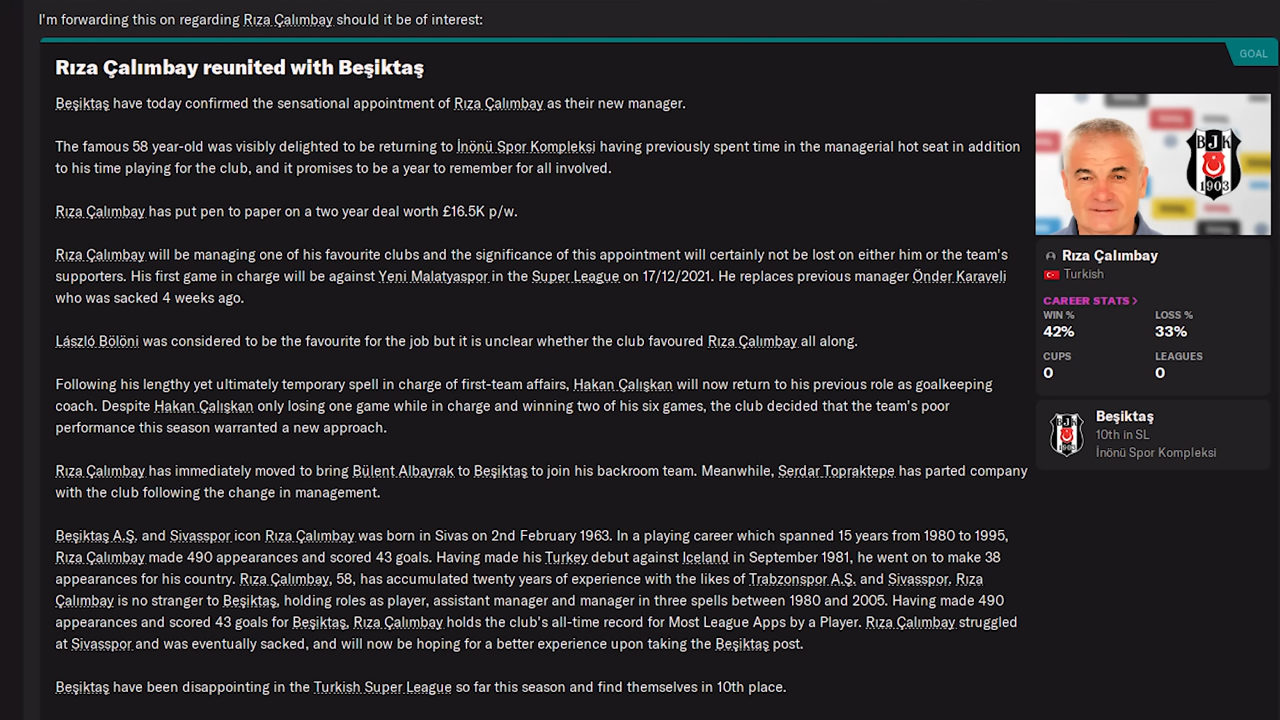 I'm forwarding this on regarding Rıza Çalımbay should it be of interest:
GOAL
Rıza Çalımbay reunited with Beşiktaş
Beşiktaş have today confirmed the sensational appointment of Rıza Çalımbay as their new manager.
The famous 58 year-old was visibly delighted to be returning to İnönü Spor Kompleksi having previously spent time in the managerial hot seat in addition
to his time playing for the club, and it promises to be a year to remember for all involved.
Rıza Çalımbay has put pen to paper on a two year deal worth £16.5K p/w.
Rıza Çalımbay will be managing one of his favourite clubs and the significance of this appointment will certainly not be lost on either him or the team's
supporters. His first game in charge will be against Yeni Malatyaspor in the Super League on 17/12/2021. He replaces previous manager Önder Karaveli
who was sacked 4 weeks ago.
László Bölöni was considered to be the favourite for the job but it is unclear whether the club favoured Rıza Çalımbay all along.
Following his lengthy yet ultimately temporary spell in charge of first-team affairs, Hakan Çalışkan will now return to his previous role as goalkeeping
coach. Despite Hakan Çalışkan only losing one game while in charge and winning two of his six games, the club decided that the team's poor
performance this season warranted a new approach.
Rıza Çalımbay has immediately moved to bring Bülent Albayrak to Beşiktaş to join his backroom team. Meanwhile, Serdar Topraktepe has parted company
with the club following the change in management.
Beşiktaş A.Ş. and Sivasspor icon Rıza Çalımbay was born in Sivas on 2nd February 1963. In a playing career which spanned 15 years from 1980 to 1995,
Rıza Çalımbay made 490 appearances and scored 43 goals. Having made his Turkey debut against Iceland in September 1981, he went on to make 38
appearances for his country. Rıza Çalımbay, 58, has accumulated twenty years of experience with the likes of Trabzonspor A.Ş. and Sivasspor. Rıza
Çalımbay is no stranger to Beşiktaş, holding roles as player, assistant manager and manager in three spells between 1980 and 2005. Having made 490
appearances and scored 43 goals for Beşiktaş, Rıza Çalımbay holds the club's all-time record for Most League Apps by a Player. Rıza Çalımbay struggled
at Sivasspor and was eventually sacked, and will now be hoping for a better experience upon taking the Beşiktaş post.
Beşiktaş have been disappointing in the Turkish Super League so far this season and find themselves in 10th place.
BJK
1903
Rıza Çalımbay
Turkish
CAREER STATS >
WIN % LOSS %
42% 33%
CUPS LEAGUES
0 0
BJK
1903
Beşiktaş
10th in SL
İnönü Spor Kompleksi